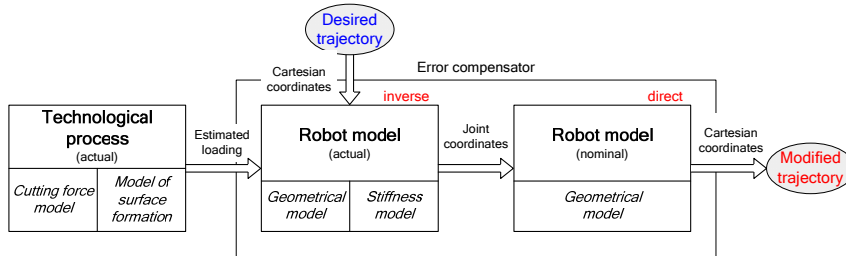 Desired
trajectory
Cartesian
coordinates
Error compensator
inverse
direct
Technological
process
(actual)
Estimated
loading
Robot model
(actual)
Joint
coordinates
Robot model
(nominal)
Cartesian
coordinates
Modified
trajectory
Cutting force
model
Model of
surface
formation
Geometrical
model
Stiffness
model
Geometrical
model